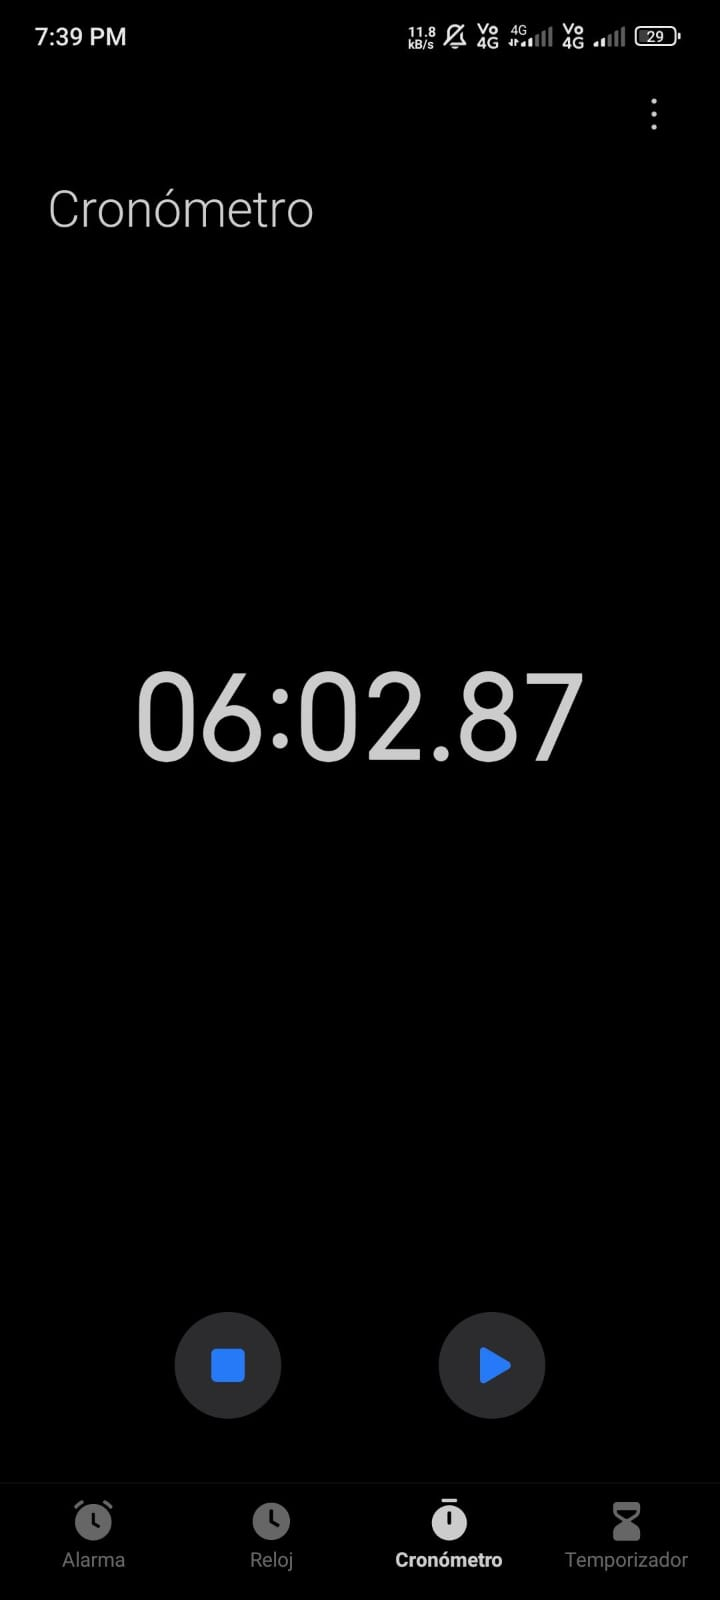 7:39 PM 11.8 kB/s Vo 4G 4G Vo 4G 29
Cronómetro
06:02.87
Alarma Reloj Cronómetro Temporizador